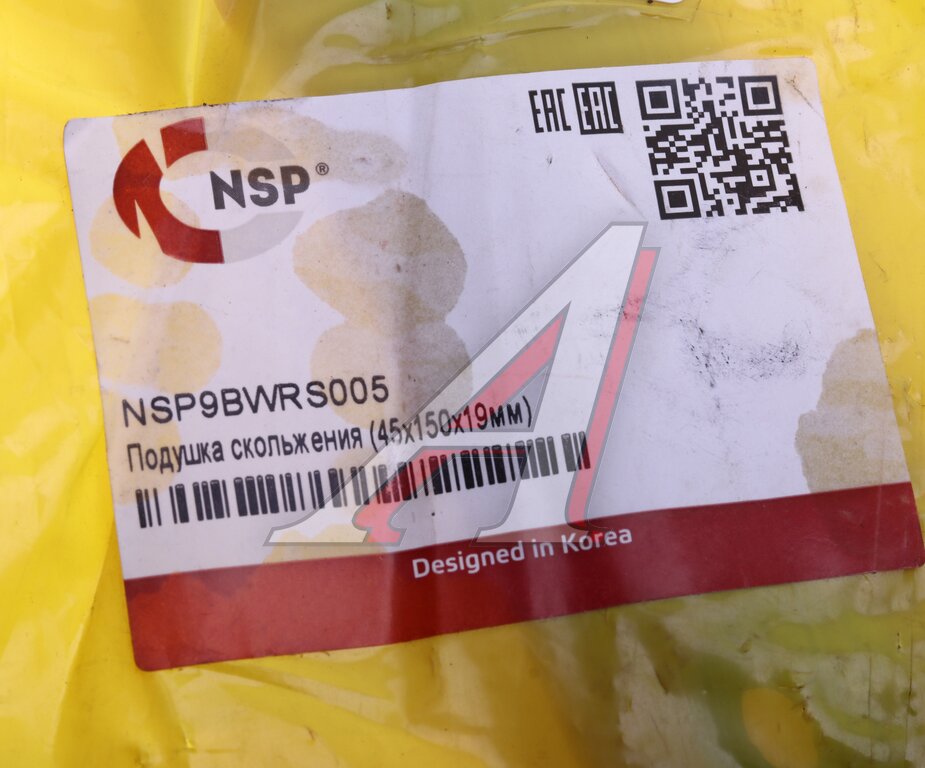 NSP®
EAC EAC
NSP9BWRS005
Подушка скольжения (45x150x19мм)
Designed in Korea